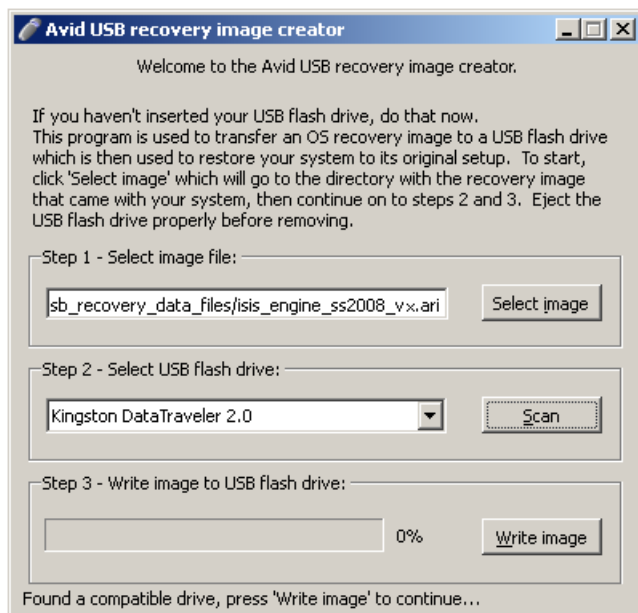 Avid USB recovery image creator
Welcome to the Avid USB recovery image creator.
If you haven't inserted your USB flash drive, do that now.
This program is used to transfer an OS recovery image to a USB flash drive
which is then used to restore your system to its original setup.  To start,
click 'Select image' which will go to the directory with the recovery image
that came with your system, then continue on to steps 2 and 3.  Eject the
USB flash drive properly before removing.
Step 1 - Select image file:
sb_recovery_data_files/isis_engine_ss2008_vx.ari
Select image
Step 2 - Select USB flash drive:
Kingston DataTraveler 2.0
Scan
Step 3 - Write image to USB flash drive:
0%
Write image
Found a compatible drive, press 'Write image' to continue...